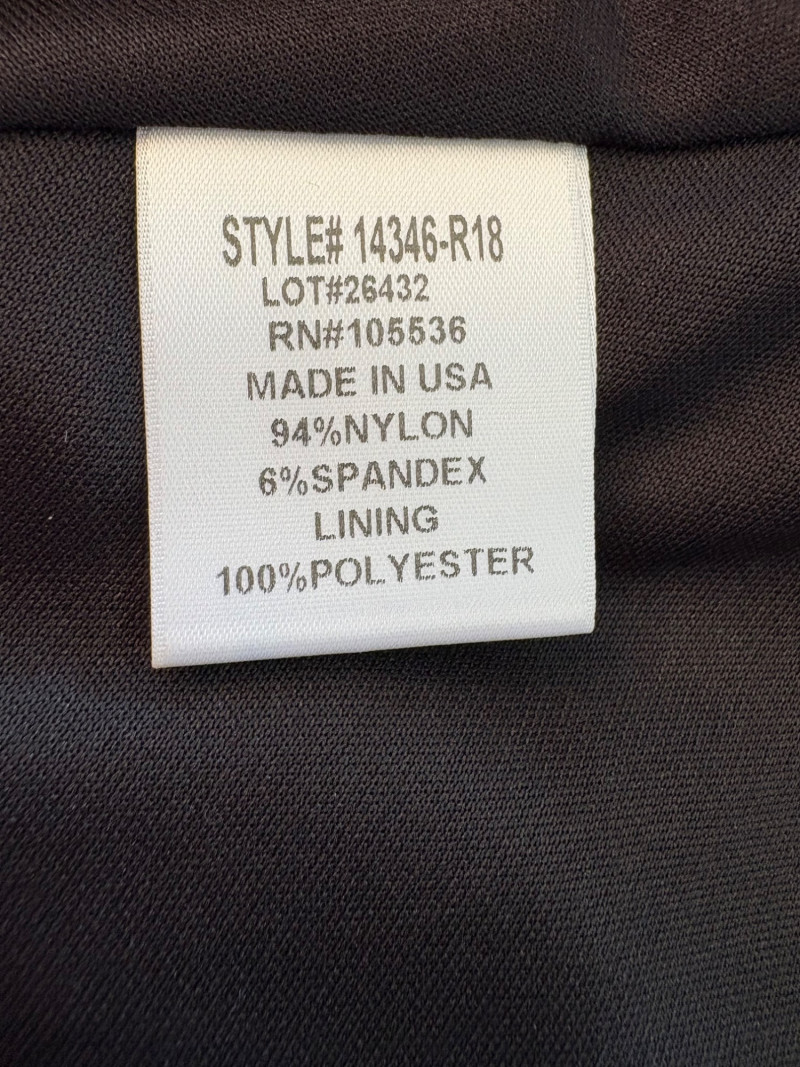 STYLE# 14346-R18
LOT#26432
RN#105536
MADE IN USA
94%NYLON
6%SPANDEX
LINING
100%POLYESTER